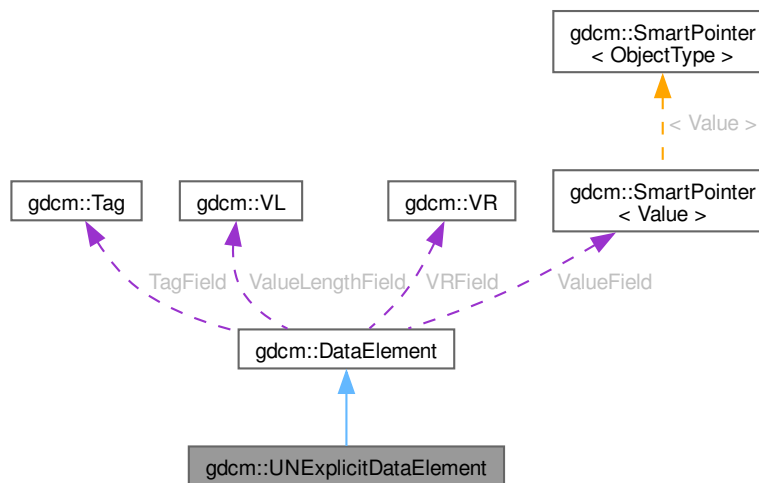 gdcm::SmartPointer
< ObjectType >
< Value >
gdcm::Tag
gdcm::VL
gdcm::VR
gdcm::SmartPointer
< Value >
TagField
ValueLengthField
VRField
ValueField
gdcm::DataElement
gdcm::UNExplicitDataElement